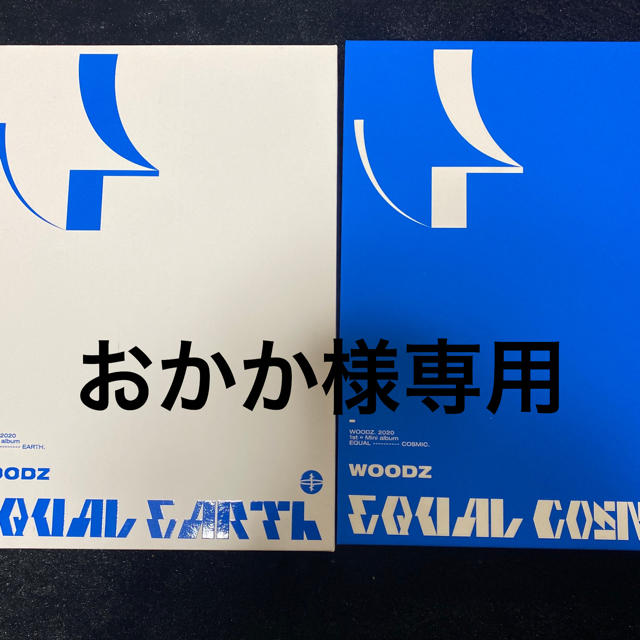 おかか様専用
2020
album
---------- EARTH.
OODZ
QUAL EARTH
WOODZ. 2020
1st = Mini album
EQUAL ---------- COSMIC.
WOODZ
EQUAL COSM